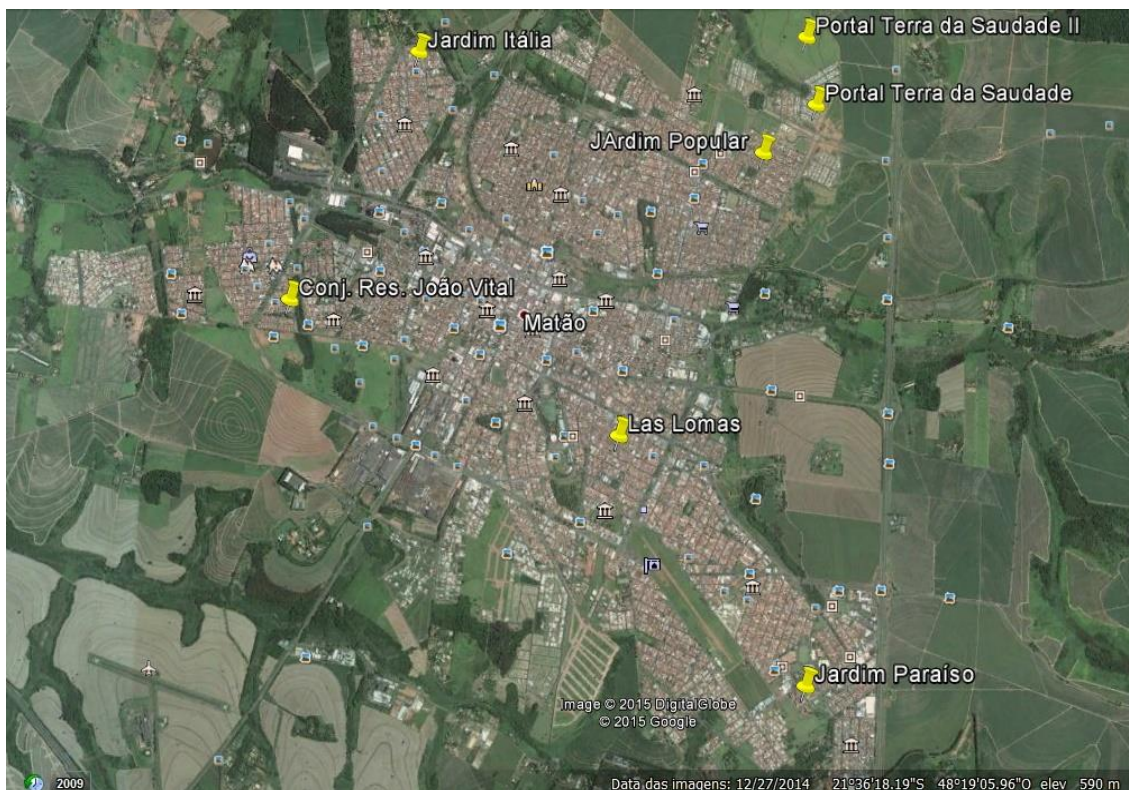 Portal Terra da Saudade II
Jardim Itália
Portal Terra da Saudade
JArdim Popular
Conj. Res. João Vital
Matão
Las Lomas
Jardim Paraíso
Image © 2015 DigitalGlobe
© 2015 Google
2009
Data das imagens: 12/27/2014 21°36'18.19"S 48°19'05.96"O elev 590 m